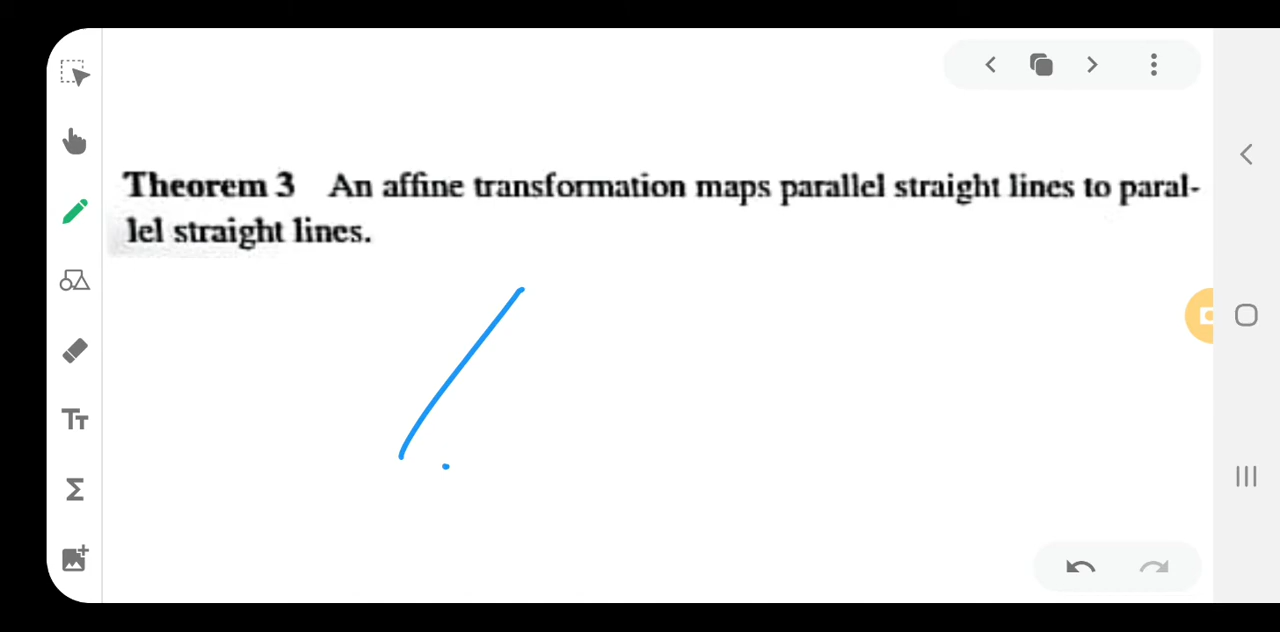 Theorem 3 An affine transformation maps parallel straight lines to paral-
lel straight lines.